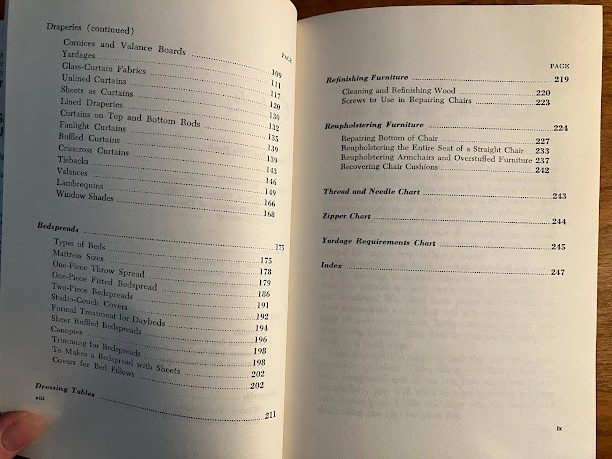 Draperies (continued)
PAGE
Cornices and Valance Boards 109
Yardages 111
Glass-Curtain Fabrics 117
Unlined Curtains 120
Sheets as Curtains 130
Lined Draperies 132
Curtains on Top and Bottom Rods 135
Fanlight Curtains 139
Ruffled Curtains 139
Crisscross Curtains 143
Tiebacks 146
Valances 149
Lambrequins 166
Window Shades 168
Bedspreads 175
Types of Beds 175
Mattress Sizes 178
One-Piece Throw Spread 179
One-Piece Fitted Bedspread 186
Two-Piece Bedspreads 191
Studio-Couch Covers 192
Formal Treatment for Daybeds 194
Sheer Ruffled Bedspreads 196
Canopies 198
Trimming for Bedspreads 198
To Makes a Bedspread with Sheets 202
Covers for Bed Pillows 202
Dressing Tables 211
viii
PAGE
Refinishing Furniture 219
Cleaning and Refinishing Wood 220
Screws to Use in Repairing Chairs 223
Reupholstering Furniture 224
Repairing Bottom of Chair 227
Reupholstering the Entire Seat of a Straight Chair 233
Reupholstering Armchairs and Overstuffed Furniture 237
Recovering Chair Cushions 242
Thread and Needle Chart 243
Zipper Chart 244
Yardage Requirements Chart 245
Index 247
ix